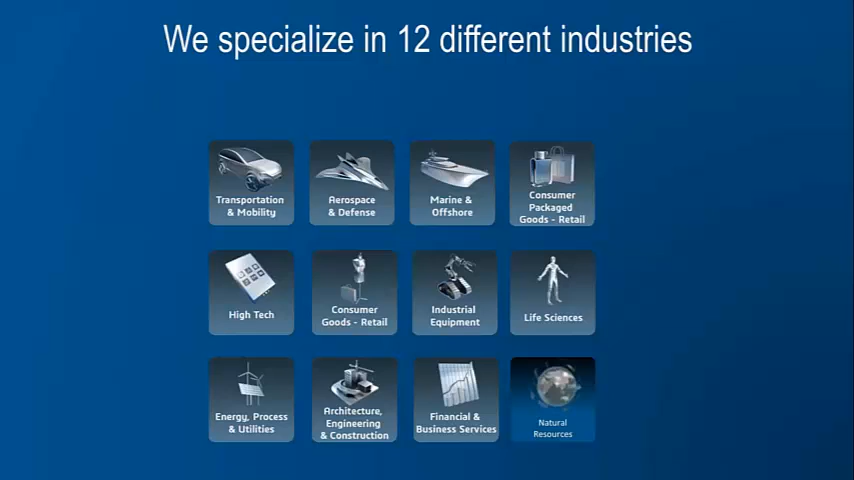 We specialize in 12 different industries
Transportation
& Mobility
Aerospace
& Defense
Marine &
Offshore
Consumer
Packaged
Goods - Retail
High Tech
Consumer
Goods - Retail
Industrial
Equipment
Life Sciences
Energy, Process
& Utilities
Architecture,
Engineering
& Construction
Financial &
Business Services
Natural
Resources